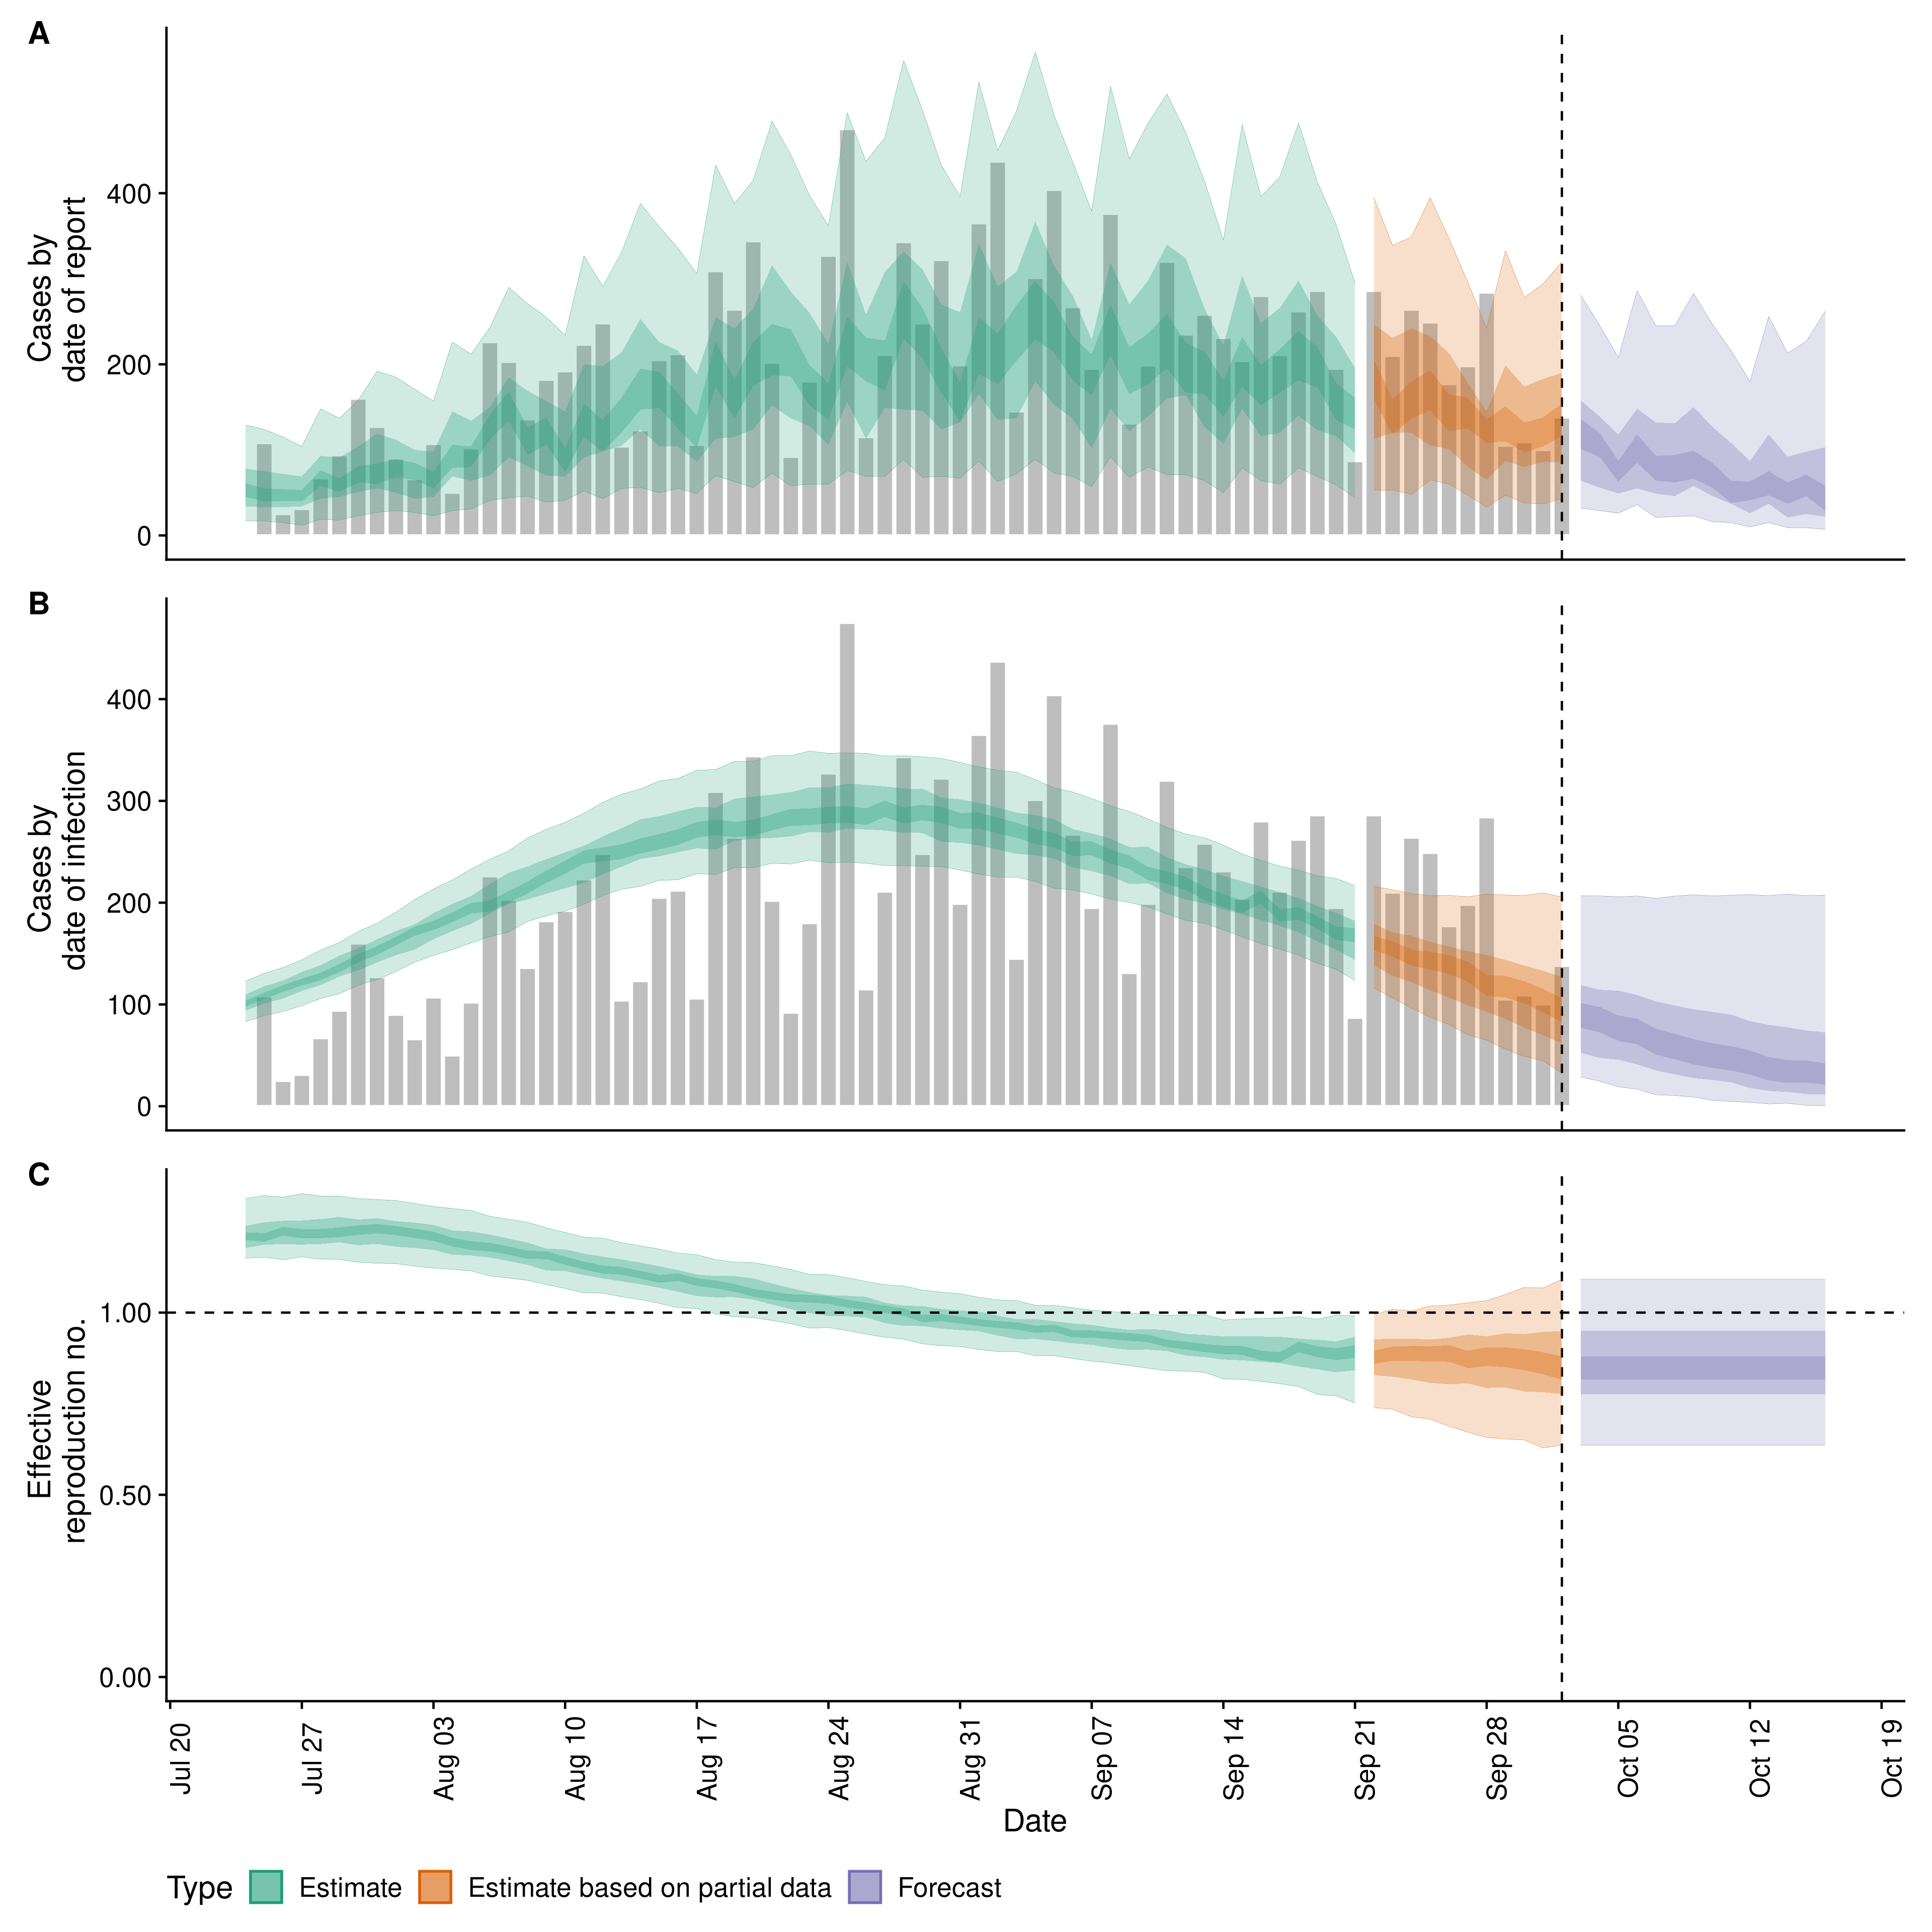 A
Cases by
date of report
400
200
0
B
Cases by
date of infection
400
300
200
100
0
C
Effective
reproduction no.
1.00
0.50
0.00
Jul 20
Jul 27
Aug 03
Aug 10
Aug 17
Aug 24
Aug 31
Sep 07
Sep 14
Sep 21
Sep 28
Oct 05
Oct 12
Oct 19
Date
Type Estimate Estimate based on partial data Forecast